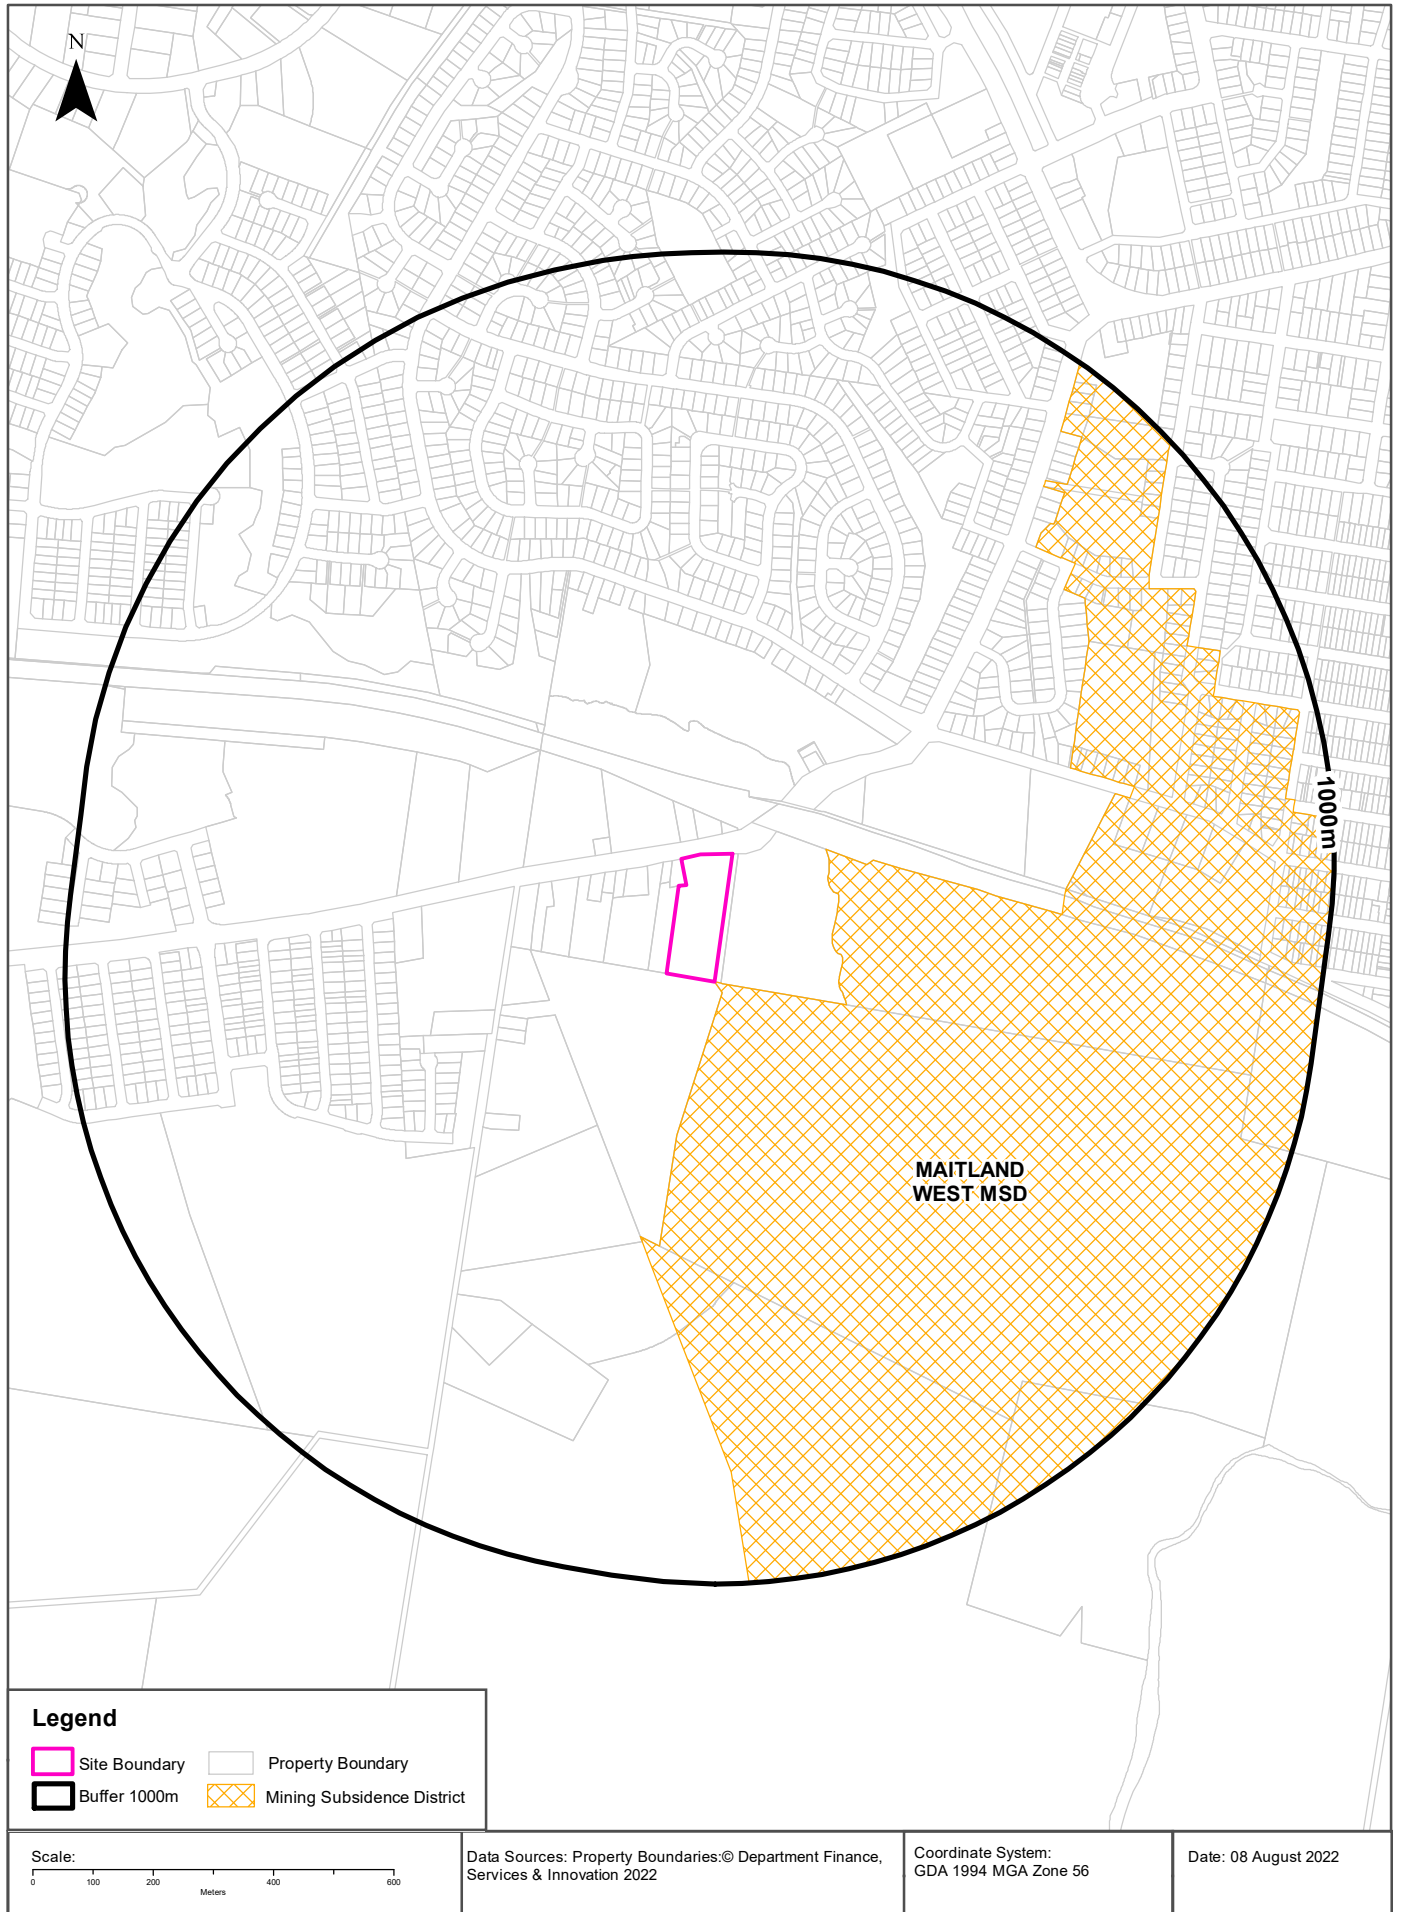 N
1000m
MAITLAND
WEST MSD
Legend
Site Boundary
Property Boundary
Buffer 1000m
Mining Subsidence District
Scale:
0 100 200 400 600
Meters
Data Sources: Property Boundaries:© Department Finance,
Services & Innovation 2022
Coordinate System:
GDA 1994 MGA Zone 56
Date: 08 August 2022